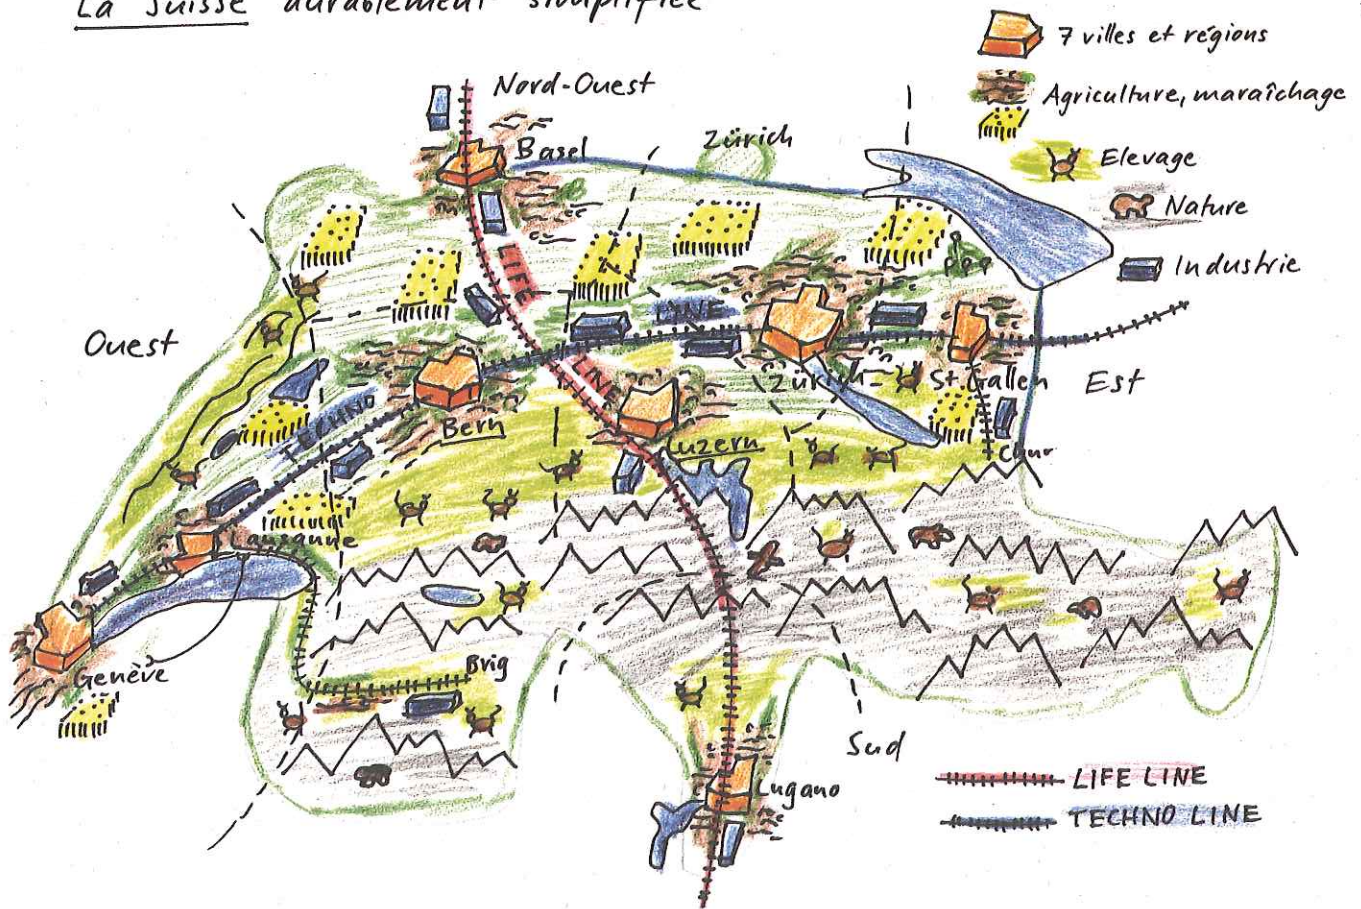 La Suisse durablement simplifiée
7 villes et régions
Nord-Ouest
Agriculture, maraîchage
Zürich
Basel
Elevage
Nature
Industrie
LIFE
LINE
Ouest
LINE
Zürich
St. Gallen
Est
TECHNO
Bern
Luzern
Chur
Lausanne
Brig
Genève
Sud
LIFE LINE
Lugano
TECHNO LINE